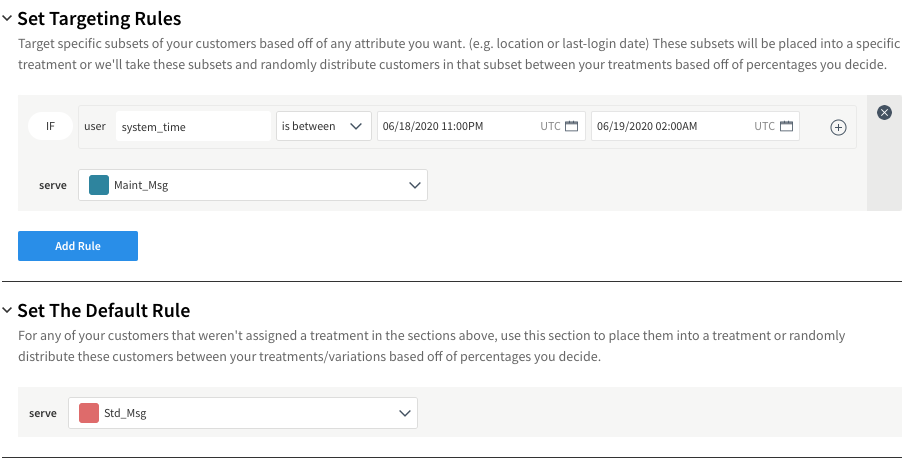 Set Targeting Rules
Target specific subsets of your customers based off of any attribute you want. (e.g. location or last-login date) These subsets will be placed into a specific
treatment or we'll take these subsets and randomly distribute customers in that subset between your treatments based off of percentages you decide.
IF user system_time is between 06/18/2020 11:00PM UTC 06/19/2020 02:00AM UTC
serve Maint_Msg
Add Rule
Set The Default Rule
For any of your customers that weren't assigned a treatment in the sections above, use this section to place them into a treatment or randomly
distribute these customers between your treatments/variations based off of percentages you decide.
serve Std_Msg